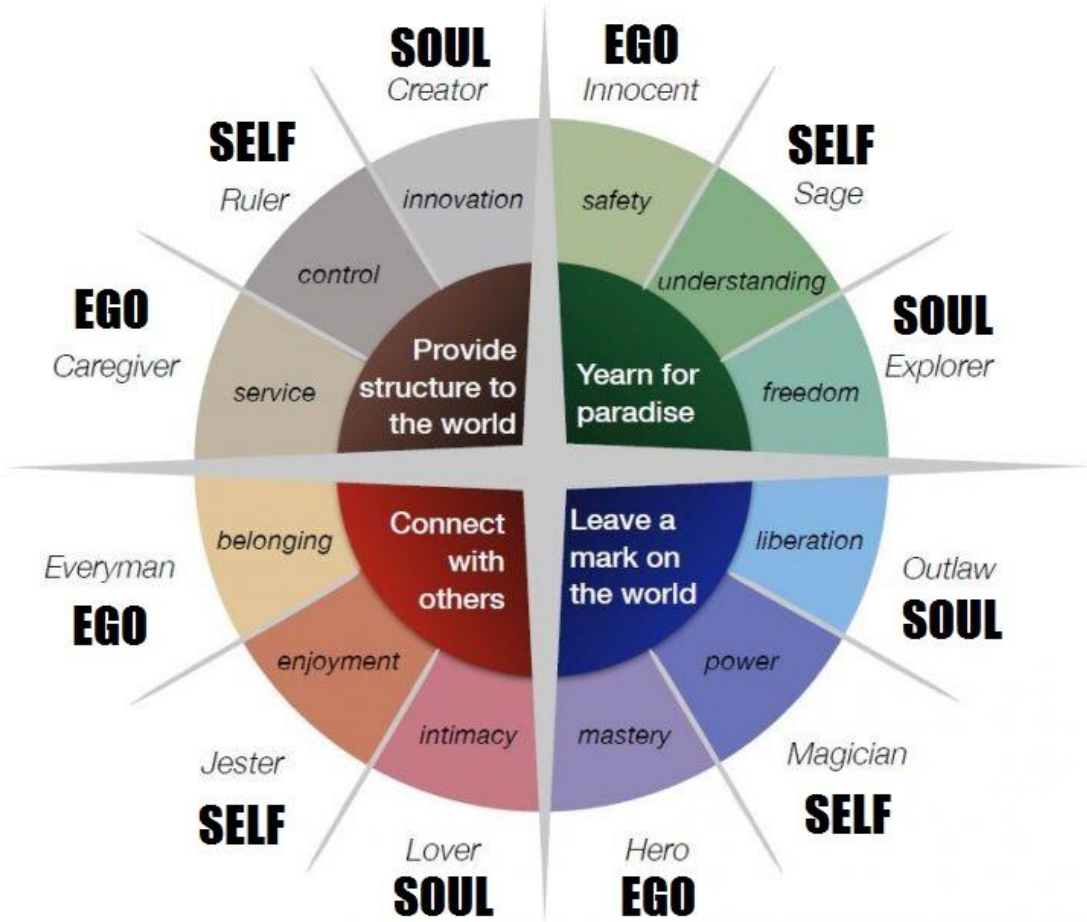 SOUL
Creator
EGO
Innocent
SELF
Ruler
SELF
Sage
innovation
safety
control
understanding
EGO
Caregiver
SOUL
Explorer
service
freedom
Provide
structure to
the world
Yearn for
paradise
Connect
with
others
Leave a
mark on
the world
belonging
liberation
Everyman
EGO
Outlaw
SOUL
enjoyment
power
intimacy
mastery
Jester
SELF
Magician
SELF
Lover
SOUL
Hero
EGO